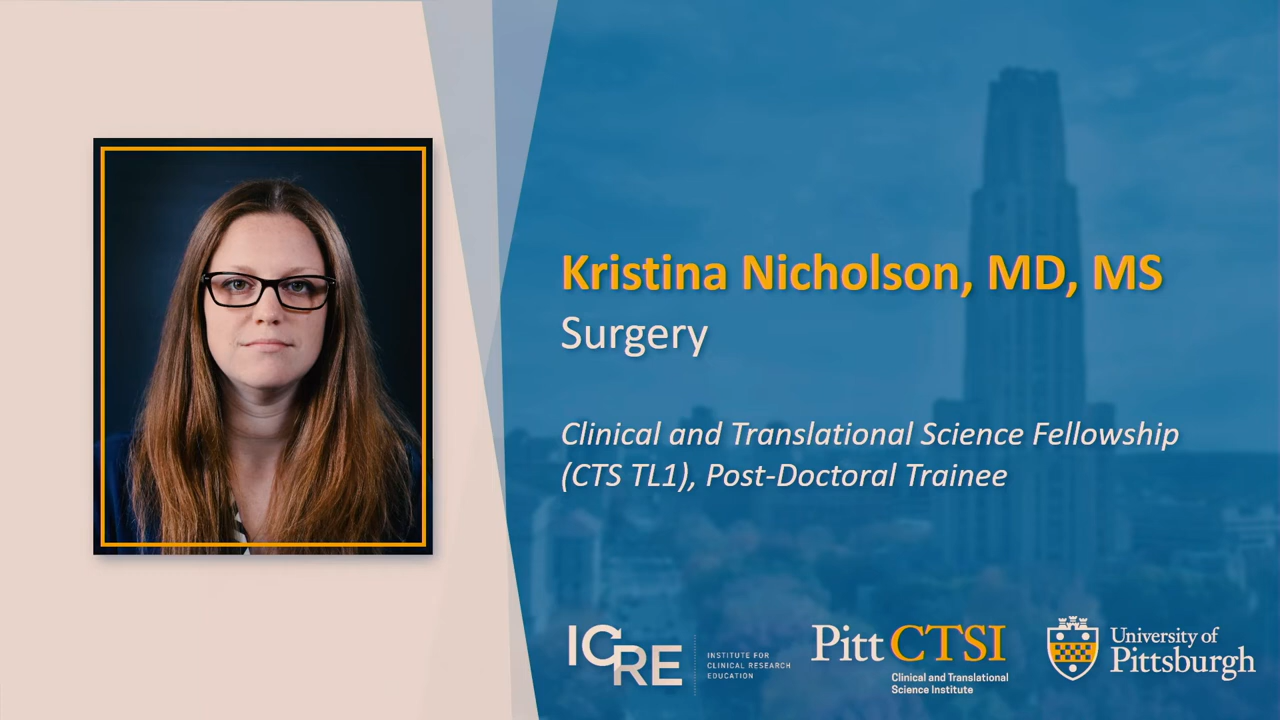 Kristina Nicholson, MD, MS
Surgery
Clinical and Translational Science Fellowship
(CTS TL1), Post-Doctoral Trainee
ICRE
INSTITUTE FOR
CLINICAL RESEARCH
EDUCATION
Pitt CTSI
Clinical and Translational
Science Institute
University of
Pittsburgh